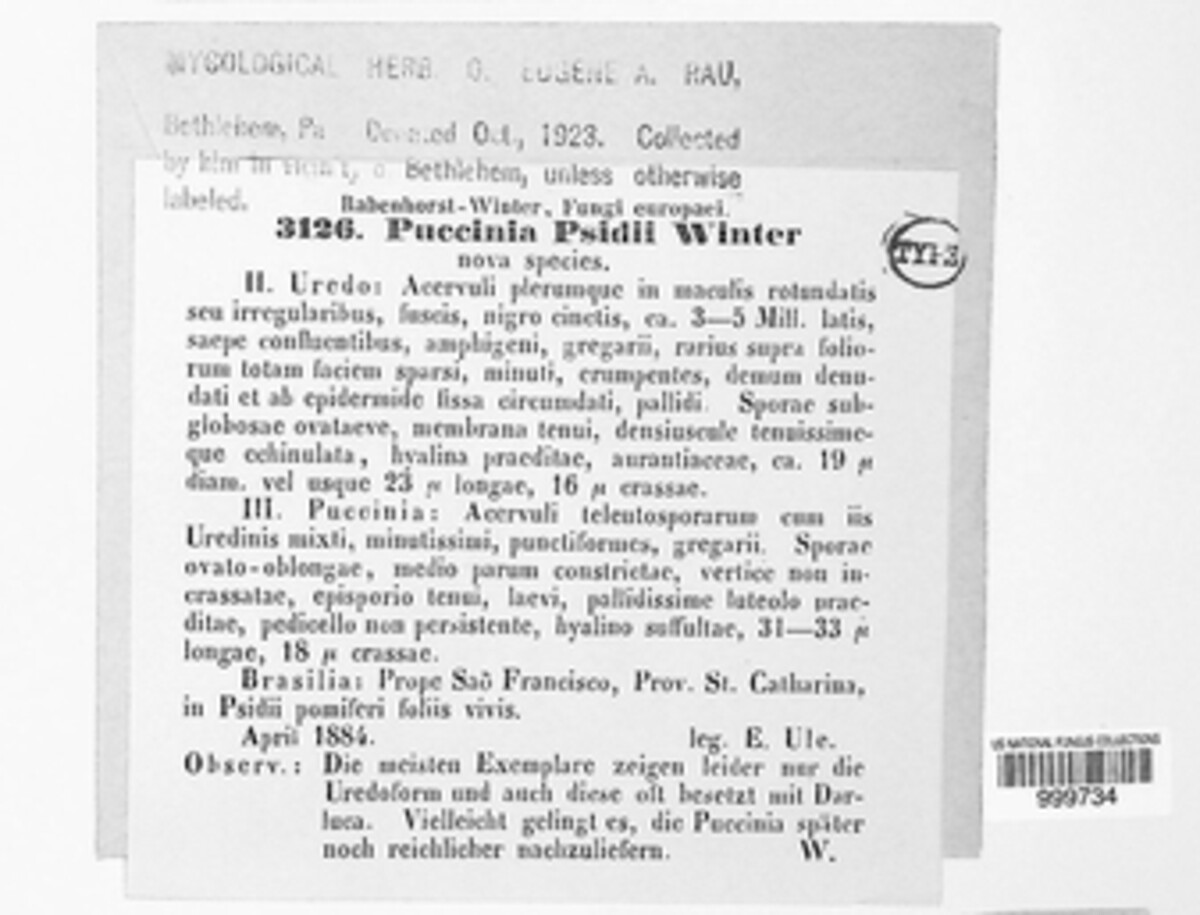 MYCOLOGICAL HERB. O. EUGENE A. RAU,
Bethlehem, Pa Donated Oct., 1923. Collected
by him in vicin't, o. Bethlehem, unless otherwise
labeled.
Rabenhorst-Winter, Fungi europaei.
3126. Puccinia Psidii Winter
TYPE
nova species.
II. Uredo: Acervuli plerumque in maculis rotundatis
seu irregularibus, fuscis, nigro cinctis, ca. 3—5 Mill. latis,
saepe confluentibus, amphigeni, gregarii, rarius supra folio-
rum totam faciem sparsi, minuti, erumpentes, demum denu-
dati et ab epidermide fissa circumdati, pallidi. Sporae sub-
globosae ovataeve, membrana tenui, densiuscule tenuissime-
que echinulata, hyalina praeditae, aurantiaceae, ca. 19 µ
diam. vel usque 23 µ longae, 16 µ crassae.
III. Puccinia: Acervuli teleutosporarum cum iis
Uredinis mixti, minutissimi, punctiformes, gregarii. Sporae
ovato-oblongae, medio parum constrictae, vertice non in-
crassatae, episporio tenui, laevi, pallidissime luteolo prae-
ditae, pedicello non persistente, hyalino suffultae, 31—33 µ
longae, 18 µ crassae.
Brasilia: Prope Saõ Francisco, Prov. St. Catharina,
in Psidii pomiferi foliis vivis.
April 1884. leg. E. Ule.
Observ.: Die meisten Exemplare zeigen leider nur die
Uredoform und auch diese oft besetzt mit Dar-
luca. Vielleicht gelingt es, die Puccinia später
noch reichlicher nachzuliefern. W.
US NATIONAL FUNGUS COLLECTIONS
999734